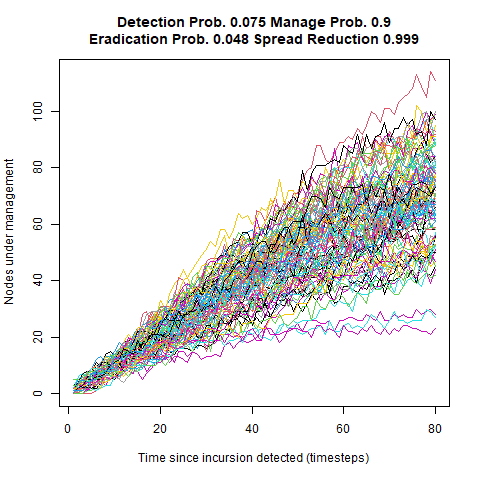 Detection Prob. 0.075 Manage Prob. 0.9
Eradication Prob. 0.048 Spread Reduction 0.999
Nodes under management
100
80
60
40
20
0
0 20 40 60 80
Time since incursion detected (timesteps)